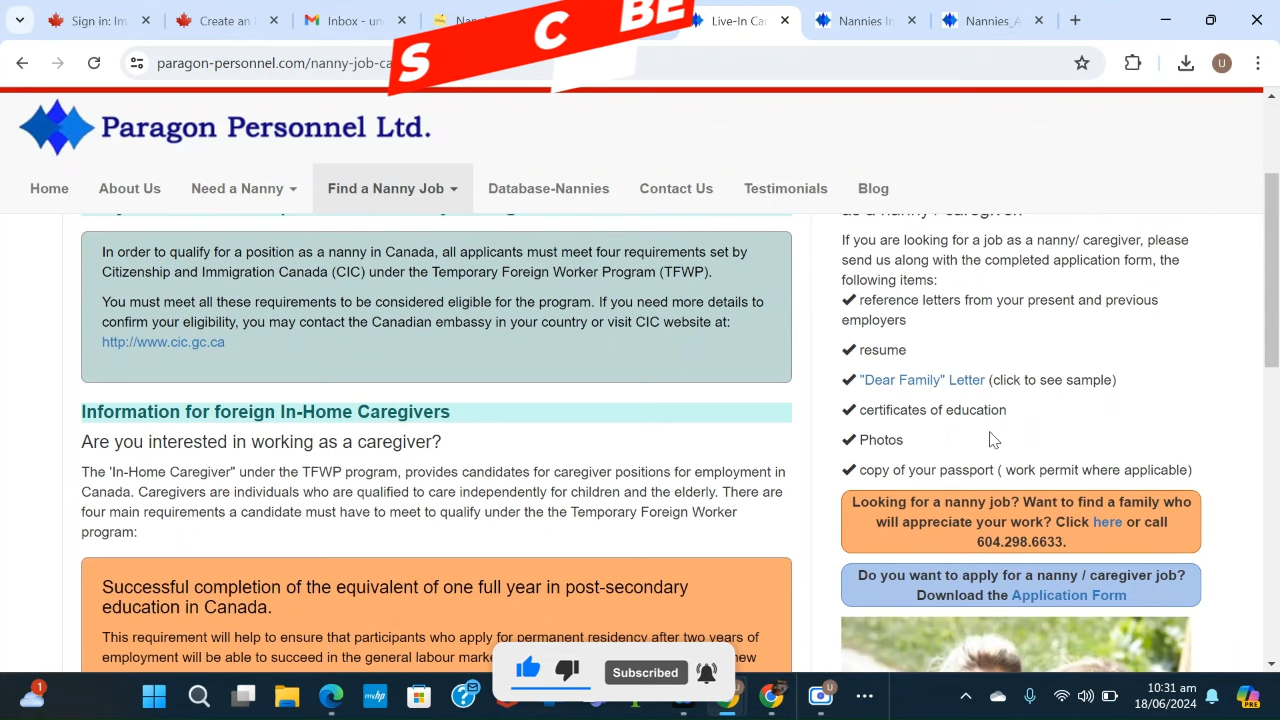 Sign in: Im
Create an
Inbox - un
Live-In Ca
Nannies In
Nannies_A
S C BE
paragon-personnel.com/nanny-job-ca
U
Paragon Personnel Ltd.
Home About Us Need a Nanny Find a Nanny Job Database-Nannies Contact Us Testimonials Blog
In order to qualify for a position as a nanny in Canada, all applicants must meet four requirements set by
Citizenship and Immigration Canada (CIC) under the Temporary Foreign Worker Program (TFWP).
You must meet all these requirements to be considered eligible for the program. If you need more details to
confirm your eligibility, you may contact the Canadian embassy in your country or visit CIC website at:
http://www.cic.gc.ca
Information for foreign In-Home Caregivers
Are you interested in working as a caregiver?
The 'In-Home Caregiver" under the TFWP program, provides candidates for caregiver positions for employment in
Canada. Caregivers are individuals who are qualified to care independently for children and the elderly. There are
four main requirements a candidate must have to meet to qualify under the the Temporary Foreign Worker
program:
Successful completion of the equivalent of one full year in post-secondary
education in Canada.
This requirement will help to ensure that participants who apply for permanent residency after two years of
employment will be able to succeed in the general labour mark
as a nanny / caregiver.
If you are looking for a job as a nanny/ caregiver, please
send us along with the completed application form, the
following items:
✔ reference letters from your present and previous
employers
✔ resume
✔ "Dear Family" Letter (click to see sample)
✔ certificates of education
✔ Photos
✔ copy of your passport ( work permit where applicable)
Looking for a nanny job? Want to find a family who
will appreciate your work? Click here or call
604.298.6633.
Do you want to apply for a nanny / caregiver job?
Download the Application Form
Subscribed
1
10:31 am
18/06/2024
PRE